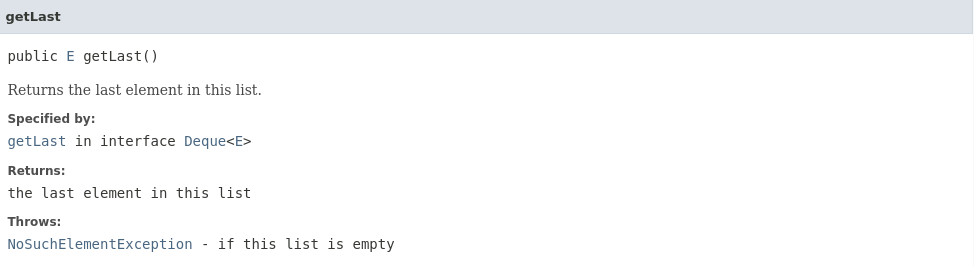 getLast
public E getLast()
Returns the last element in this list.
Specified by:
getLast in interface Deque<E>
Returns:
the last element in this list
Throws:
NoSuchElementException - if this list is empty